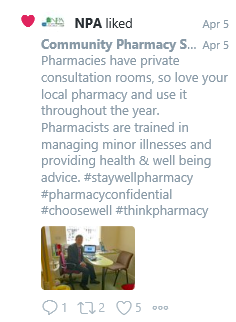 NPA liked Apr 5
Community Pharmacy S... Apr 5
Pharmacies have private
consultation rooms, so love your
local pharmacy and use it
throughout the year.
Pharmacists are trained in
managing minor illnesses and
providing health & well being
advice. #staywellpharmacy
#pharmacyconfidential
#choosewell #thinkpharmacy
1 2 5